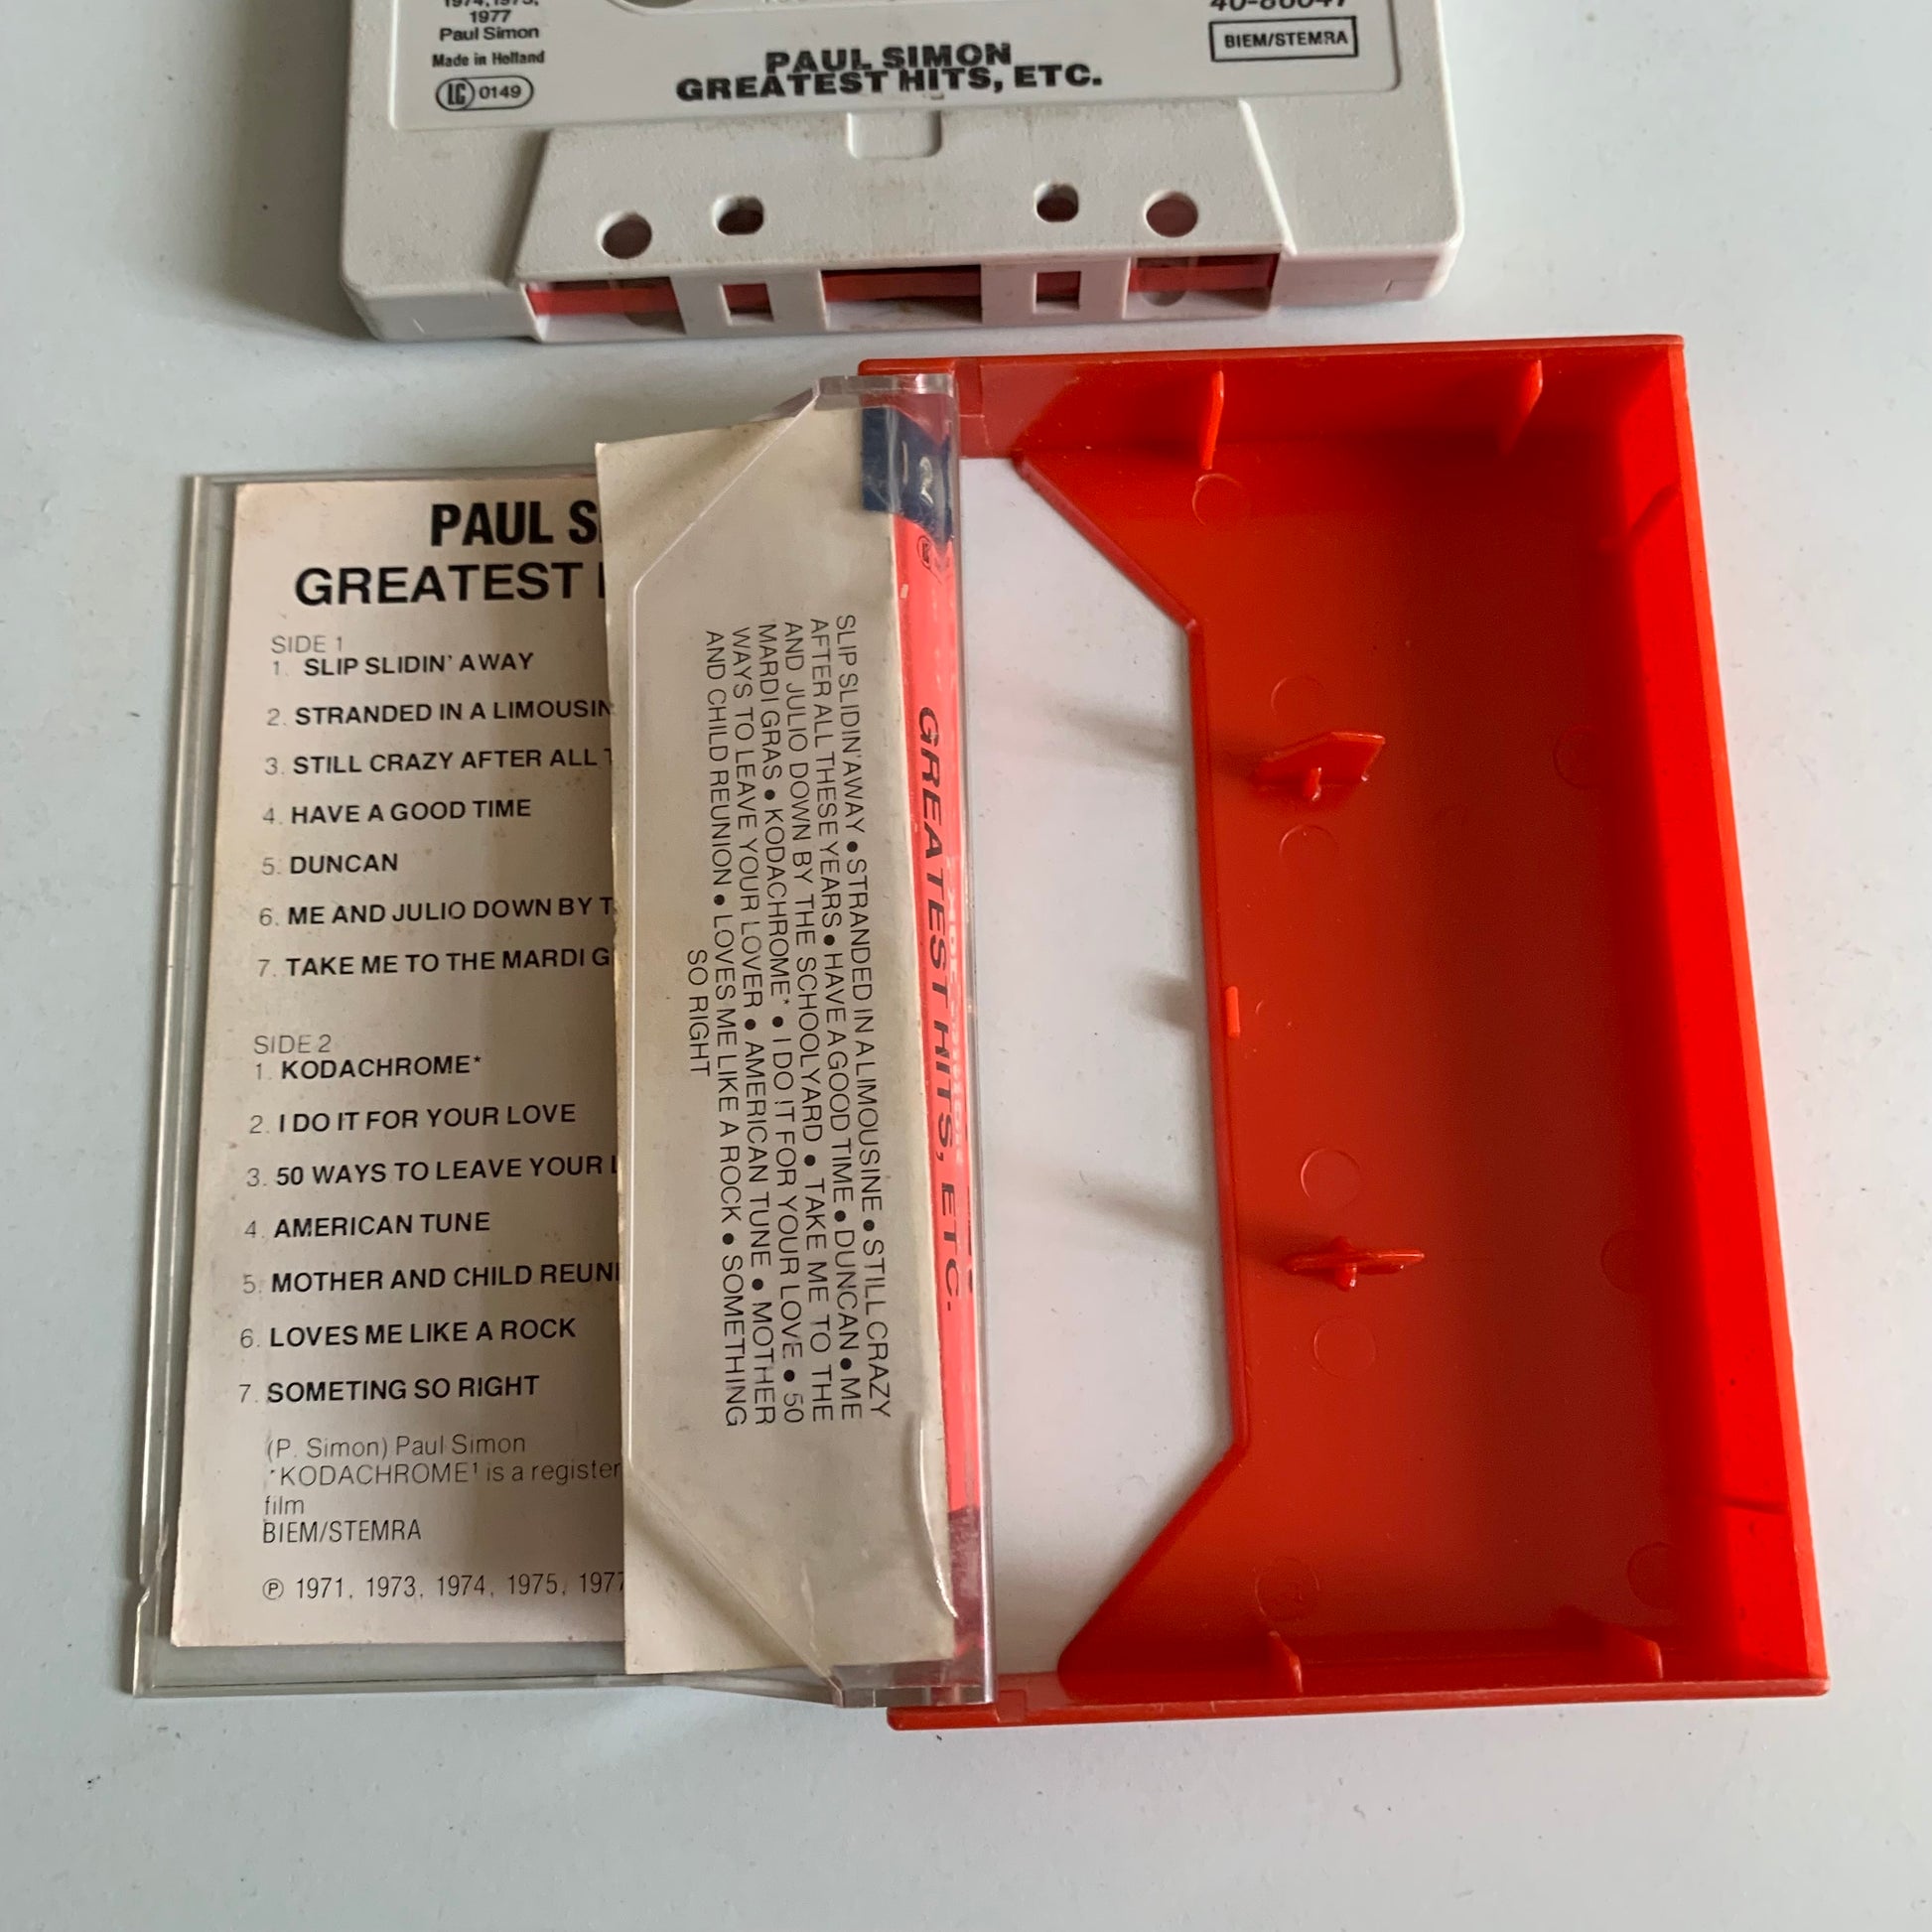 1977
Paul Simon
Made in Holland
LC 0149
BIEM/STEMRA
PAUL SIMON
GREATEST HITS, ETC.
PAUL
GREATEST
SIDE 1
1. SLIP SLIDIN' AWAY
2. STRANDED IN A LIMOUSIN
3. STILL CRAZY AFTER ALL
4. HAVE A GOOD TIME
5. DUNCAN
6. ME AND JULIO DOWN BY T
7. TAKE ME TO THE MARDI G
SIDE 2
1. KODACHROME*
2. I DO IT FOR YOUR LOVE
3. 50 WAYS TO LEAVE YOUR
4. AMERICAN TUNE
5. MOTHER AND CHILD REUNI
6. LOVES ME LIKE A ROCK
7. SOMETING SO RIGHT
(P. Simon) Paul Simon
*KODACHROME¹ is a register
film
BIEM/STEMRA
℗ 1971, 1973, 1974, 1975, 1977
SLIP SLIDIN' AWAY • STRANDED IN A LIMOUSINE • STILL CRAZY
AFTER ALL THESE YEARS • HAVE A GOOD TIME • DUNCAN • ME
AND JULIO DOWN BY THE SCHOOLYARD • TAKE ME TO THE
MARDI GRAS • KODACHROME* • I DO IT FOR YOUR LOVE • 50
WAYS TO LEAVE YOUR LOVER • AMERICAN TUNE • MOTHER
AND CHILD REUNION • LOVES ME LIKE A ROCK • SOMETHING
SO RIGHT
GREATEST HITS, ETC.